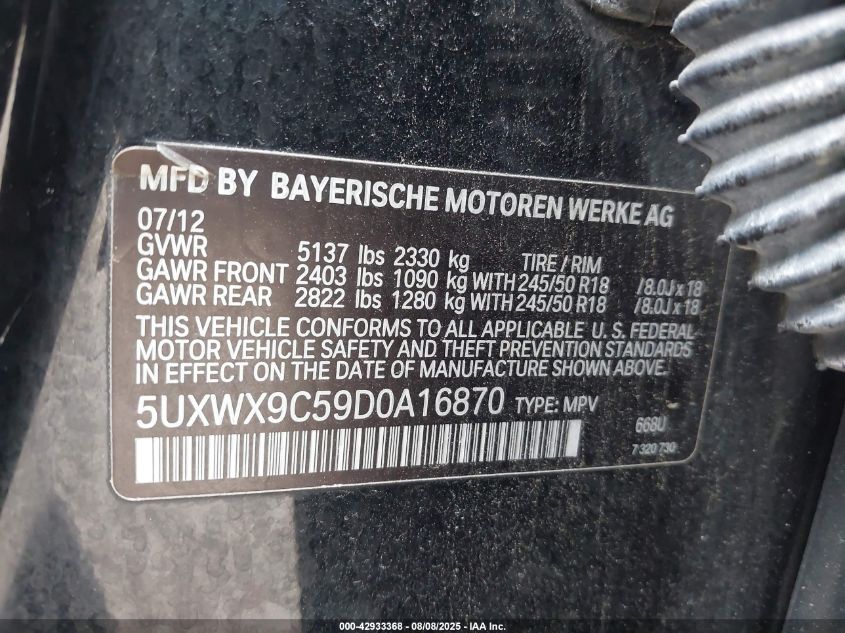 MFD BY BAYERISCHE MOTOREN WERKE AG
07/12
GVWR 5137 lbs 2330 kg TIRE / RIM
GAWR FRONT 2403 lbs 1090 kg WITH 245/50 R18 /8.0J x 18
GAWR REAR 2822 lbs 1280 kg WITH 245/50 R18 /8.0J x 18
THIS VEHICLE CONFORMS TO ALL APPLICABLE U. S. FEDERAL
MOTOR VEHICLE SAFETY AND THEFT PREVENTION STANDARDS
IN EFFECT ON THE DATE OF MANUFACTURE SHOWN ABOVE.
5UXWX9C59D0A16870 TYPE: MPV 668U
7 320 730
000-42933368 - 08/08/2025 - IAA Inc.